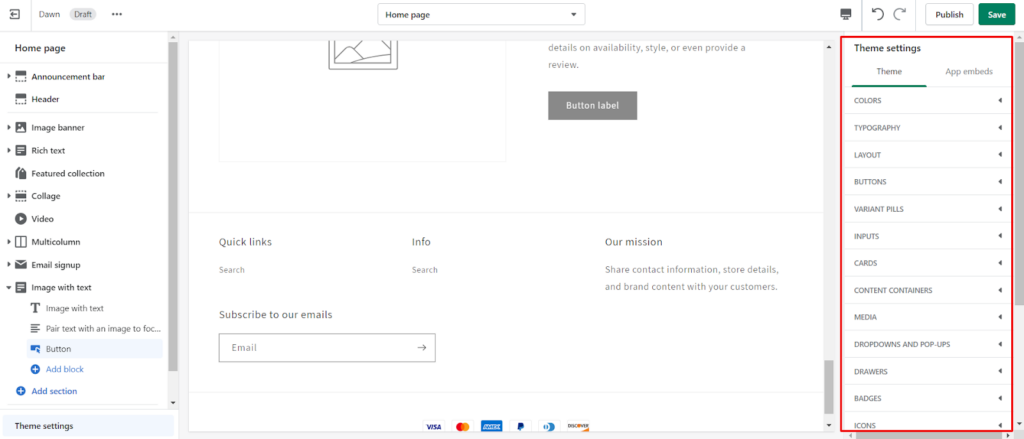 Dawn
Draft
Home page
Publish
Save
Home page
Announcement bar
Header
Image banner
Rich text
Featured collection
Collage
Video
Multicolumn
Email signup
Image with text
Image with text
Pair text with an image to foc...
Button
Add block
Add section
Theme settings
details on availability, style, or even provide a
review.
Button label
Quick links
Search
Info
Search
Our mission
Share contact information, store details,
and brand content with your customers.
Subscribe to our emails
Email
VISA
AMEX
DISCOVER
Theme settings
Theme
App embeds
COLORS
TYPOGRAPHY
LAYOUT
BUTTONS
VARIANT PILLS
INPUTS
CARDS
CONTENT CONTAINERS
MEDIA
DROPDOWNS AND POP-UPS
DRAWERS
BADGES
ICONS